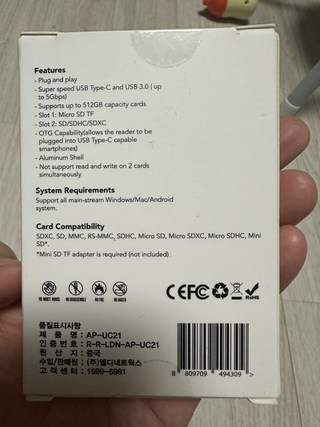 Features
- Plug and play
- Super speed USB Type-C and USB 3.0 ( up
to 5Gbps)
- Supports up to 512GB capacity cards
- Slot 1: Micro SD TF
- Slot 2: SD/SDHC/SDXC
- OTG Capability(allows the reader to be
plugged into USB Type-C capable
smartphones)
- Aluminum Shell
- Not support read and write on 2 cards
simultaneously
System Requirements
Support all main-stream Windows/Mac/Android
system.
Card Compatibility
SDXC, SD, MMC, RS-MMC, SDHC, Micro SD, Micro SDXC, Micro SDHC, Mini
SD*.
*Mini SD TF adapter is required (not included)
CE FC RoHS
품질표시사항
제 품 명 : AP-UC21
인 증 번 호 : R-R-LDN-AP-UC21
원 산 지 : 중국
수입/판매원 : (주)엘디네트웍스
고 객 센 터 : 1599-5981
8 809709 494309 >